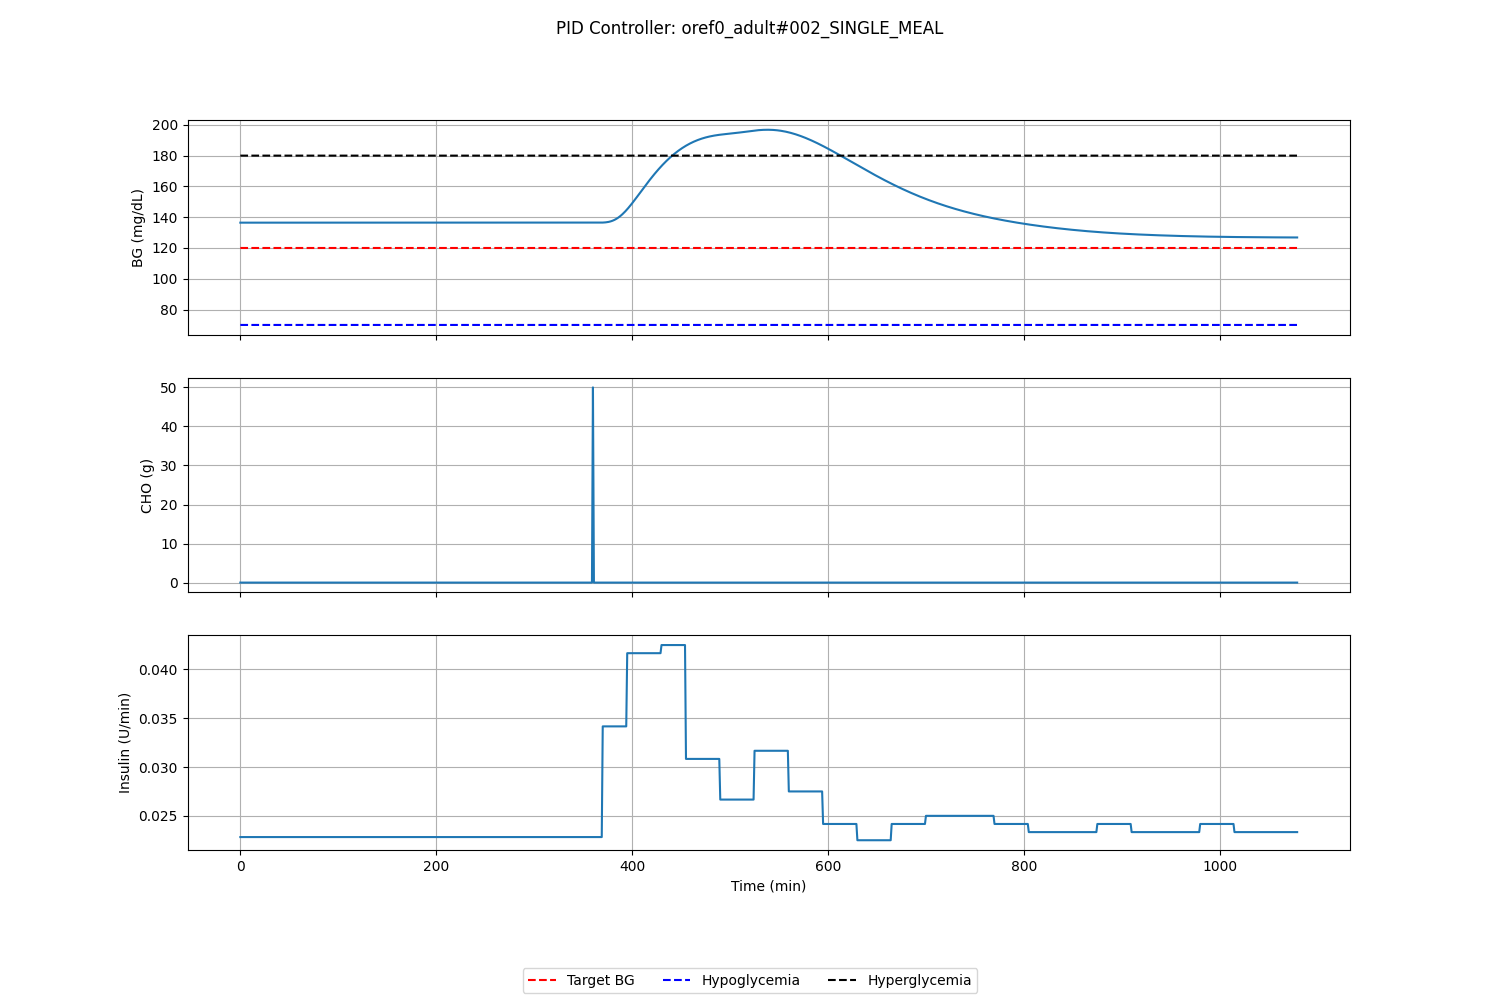 PID Controller: oref0_adult#002_SINGLE_MEAL
200
180
160
140
120
100
80
BG (mg/dL)
50
40
30
20
10
0
CHO (g)
0.040
0.035
0.030
0.025
Insulin (U/min)
0 200 400 600 800 1000
Time (min)
Target BG Hypoglycemia Hyperglycemia